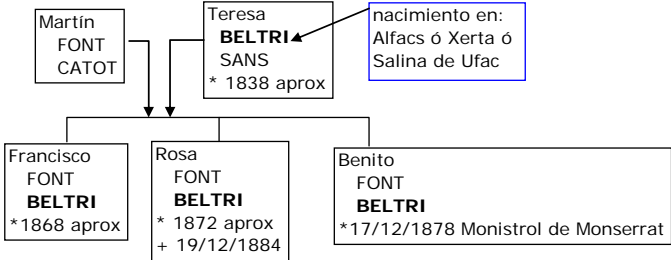 Martín
FONT
CATOT
Teresa
BELTRI
SANS
* 1838 aprox
nacimiento en:
Alfacs ó Xerta ó
Salina de Ufac
Francisco
FONT
BELTRI
*1868 aprox
Rosa
FONT
BELTRI
* 1872 aprox
+ 19/12/1884
Benito
FONT
BELTRI
*17/12/1878 Monistrol de Monserrat